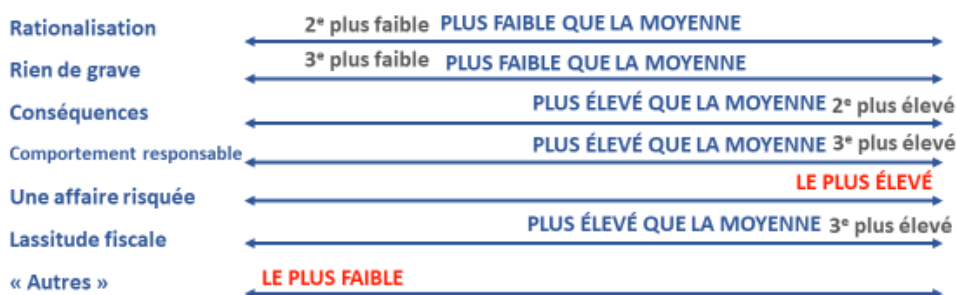 Rationalisation 2ᵉ plus faible PLUS FAIBLE QUE LA MOYENNE
Rien de grave 3ᵉ plus faible PLUS FAIBLE QUE LA MOYENNE
Conséquences PLUS ÉLEVÉ QUE LA MOYENNE 2ᵉ plus élevé
Comportement responsable PLUS ÉLEVÉ QUE LA MOYENNE 3ᵉ plus élevé
Une affaire risquée LE PLUS ÉLEVÉ
Lassitude fiscale PLUS ÉLEVÉ QUE LA MOYENNE 3ᵉ plus élevé
« Autres » LE PLUS FAIBLE